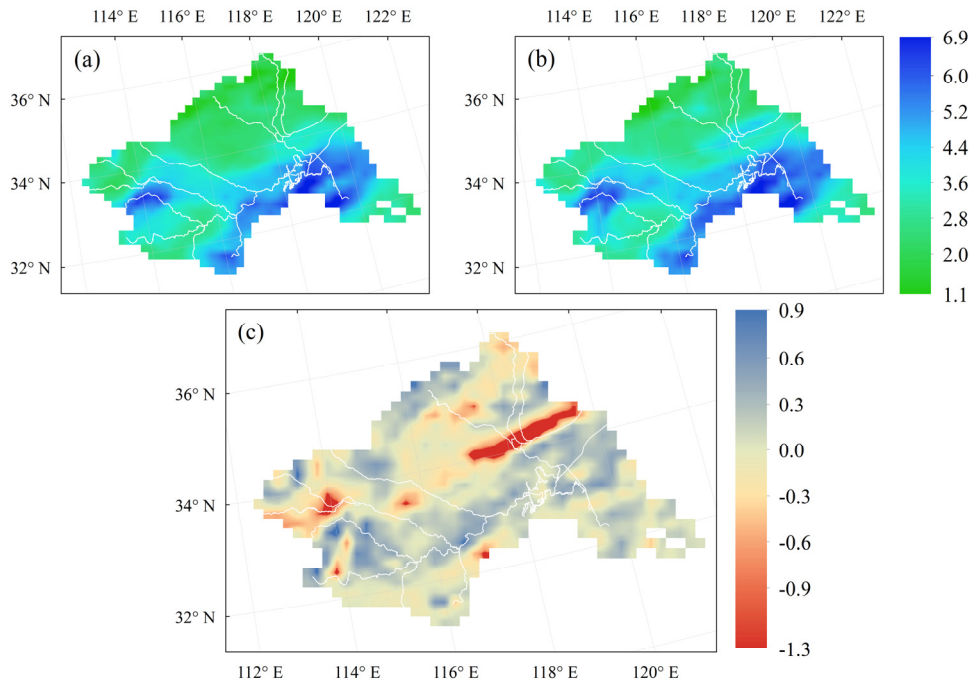 114° E 116° E 118° E 120° E 122° E
114° E 116° E 118° E 120° E 122° E
(a)
(b)
36° N
34° N
32° N
36° N
34° N
32° N
6.9
6.0
4.4
3.6
2.8
2.0
1.1
(c)
36° N
34° N
32° N
0.9
0.6
0.3
0.0
-0.3
-0.6
-0.9
-1.3
112° E 114° E 116° E 118° E 120° E